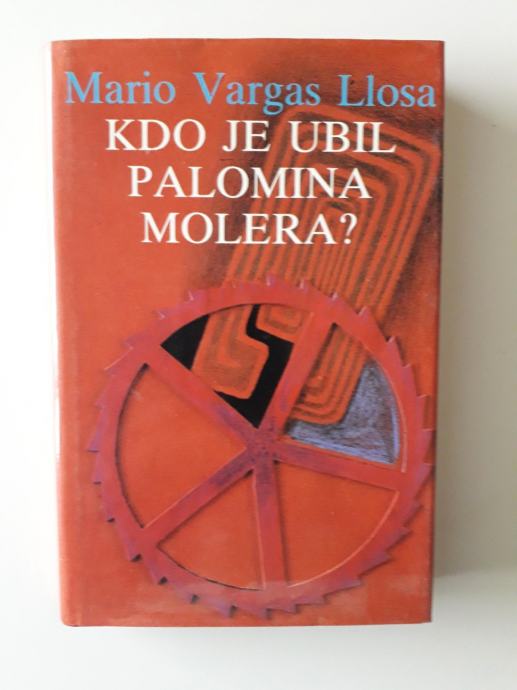 Mario Vargas Llosa
KDO JE UBIL
PALOMINA
MOLERA?